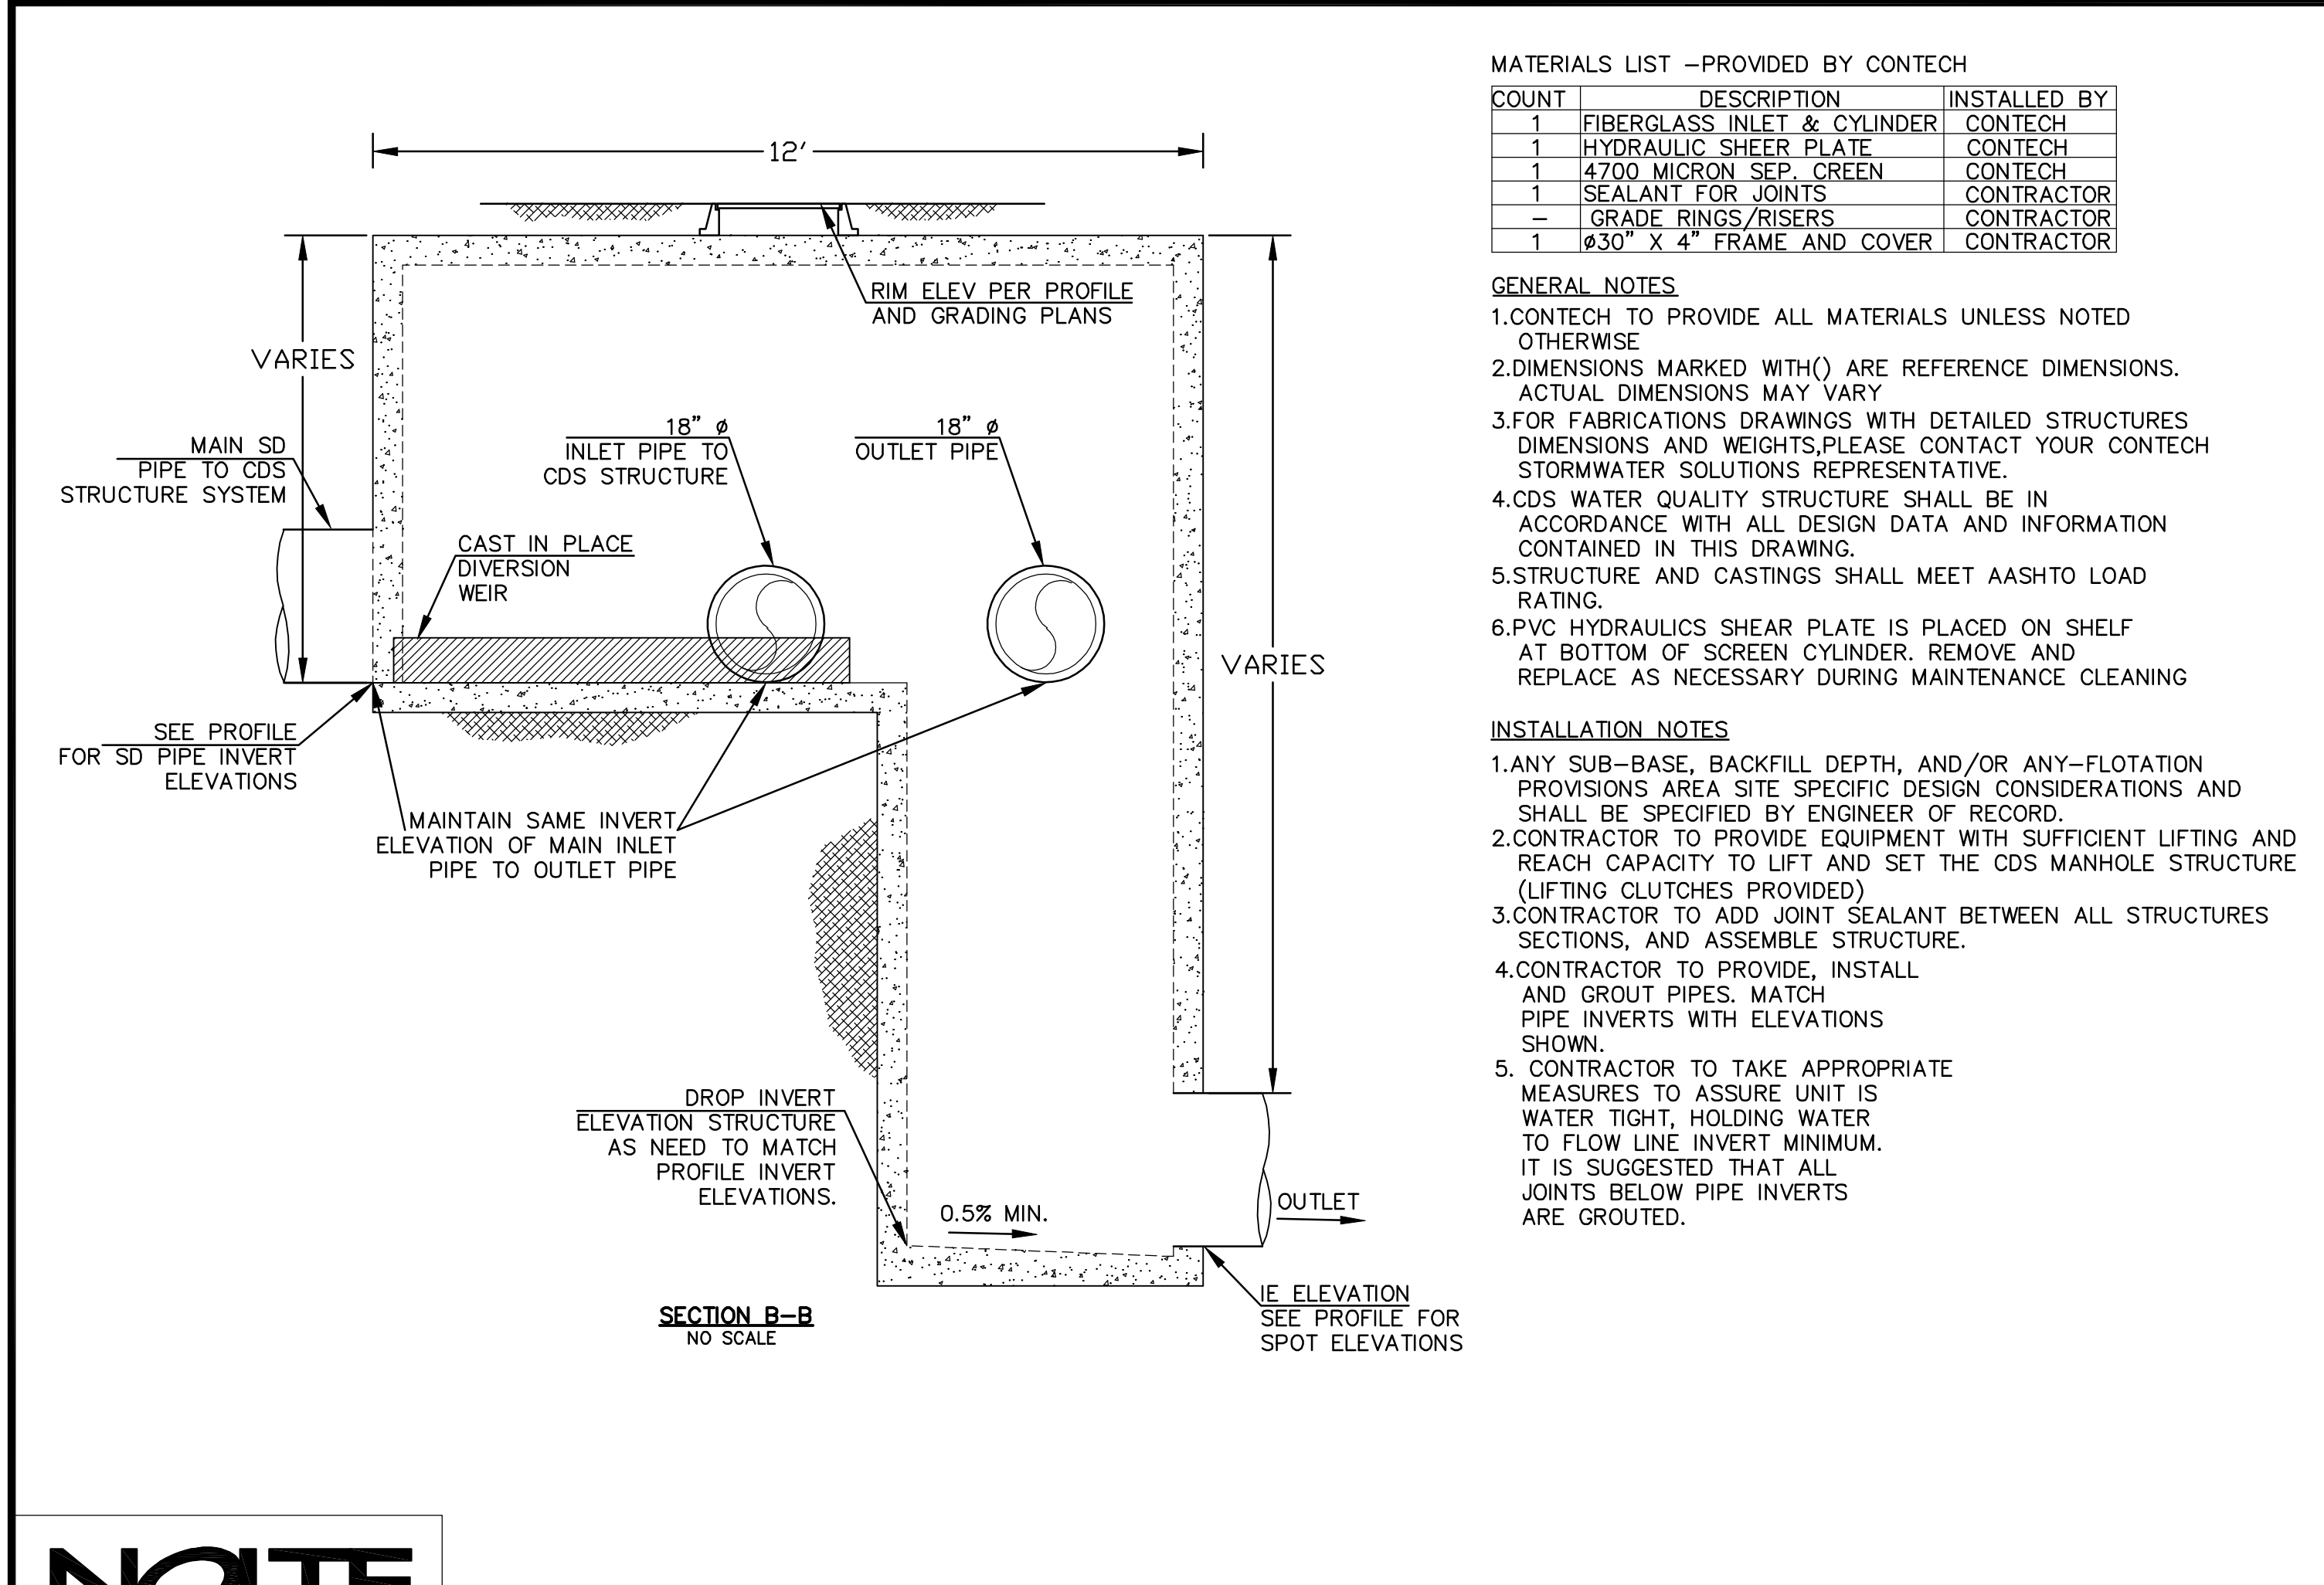 12'
VARIES
RIM ELEV PER PROFILE
AND GRADING PLANS
MAIN SD
PIPE TO CDS
STRUCTURE SYSTEM
18" ø
INLET PIPE TO
CDS STRUCTURE
18" ø
OUTLET PIPE
CAST IN PLACE
DIVERSION
WEIR
VARIES
SEE PROFILE
FOR SD PIPE INVERT
ELEVATIONS
MAINTAIN SAME INVERT
ELEVATION OF MAIN INLET
PIPE TO OUTLET PIPE
DROP INVERT
ELEVATION STRUCTURE
AS NEED TO MATCH
PROFILE INVERT
ELEVATIONS.
0.5% MIN.
OUTLET
IE ELEVATION
SEE PROFILE FOR
SPOT ELEVATIONS
SECTION B-B
NO SCALE
MATERIALS LIST -PROVIDED BY CONTECH
COUNT DESCRIPTION INSTALLED BY
1 FIBERGLASS INLET & CYLINDER CONTECH
1 HYDRAULIC SHEER PLATE CONTECH
1 4700 MICRON SEP. CREEN CONTECH
1 SEALANT FOR JOINTS CONTRACTOR
- GRADE RINGS/RISERS CONTRACTOR
1 ø30" X 4" FRAME AND COVER CONTRACTOR
GENERAL NOTES
1.CONTECH TO PROVIDE ALL MATERIALS UNLESS NOTED
OTHERWISE
2.DIMENSIONS MARKED WITH() ARE REFERENCE DIMENSIONS.
ACTUAL DIMENSIONS MAY VARY
3.FOR FABRICATIONS DRAWINGS WITH DETAILED STRUCTURES
DIMENSIONS AND WEIGHTS,PLEASE CONTACT YOUR CONTECH
STORMWATER SOLUTIONS REPRESENTATIVE.
4.CDS WATER QUALITY STRUCTURE SHALL BE IN
ACCORDANCE WITH ALL DESIGN DATA AND INFORMATION
CONTAINED IN THIS DRAWING.
5.STRUCTURE AND CASTINGS SHALL MEET AASHTO LOAD
RATING.
6.PVC HYDRAULICS SHEAR PLATE IS PLACED ON SHELF
AT BOTTOM OF SCREEN CYLINDER. REMOVE AND
REPLACE AS NECESSARY DURING MAINTENANCE CLEANING
INSTALLATION NOTES
1.ANY SUB-BASE, BACKFILL DEPTH, AND/OR ANY-FLOTATION
PROVISIONS AREA SITE SPECIFIC DESIGN CONSIDERATIONS AND
SHALL BE SPECIFIED BY ENGINEER OF RECORD.
2.CONTRACTOR TO PROVIDE EQUIPMENT WITH SUFFICIENT LIFTING AND
REACH CAPACITY TO LIFT AND SET THE CDS MANHOLE STRUCTURE
(LIFTING CLUTCHES PROVIDED)
3.CONTRACTOR TO ADD JOINT SEALANT BETWEEN ALL STRUCTURES
SECTIONS, AND ASSEMBLE STRUCTURE.
4.CONTRACTOR TO PROVIDE, INSTALL
AND GROUT PIPES. MATCH
PIPE INVERTS WITH ELEVATIONS
SHOWN.
5. CONTRACTOR TO TAKE APPROPRIATE
MEASURES TO ASSURE UNIT IS
WATER TIGHT, HOLDING WATER
TO FLOW LINE INVERT MINIMUM.
IT IS SUGGESTED THAT ALL
JOINTS BELOW PIPE INVERTS
ARE GROUTED.